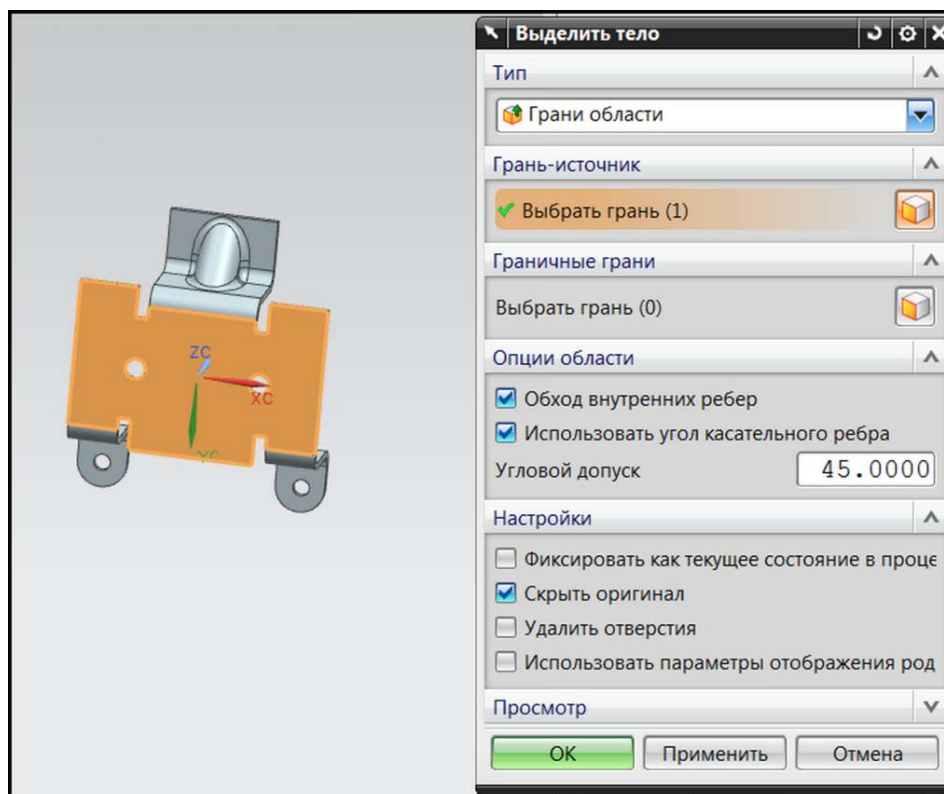 Выделить тело
Тип
Грани области
Грань-источник
Выбрать грань (1)
Граничные грани
Выбрать грань (0)
Опции области
Обход внутренних ребер
Использовать угол касательного ребра
Угловой допуск 45.0000
Настройки
Фиксировать как текущее состояние в проце
Скрыть оригинал
Удалить отверстия
Использовать параметры отображения род
Просмотр
ОК Применить Отмена
ZC
XC
YC